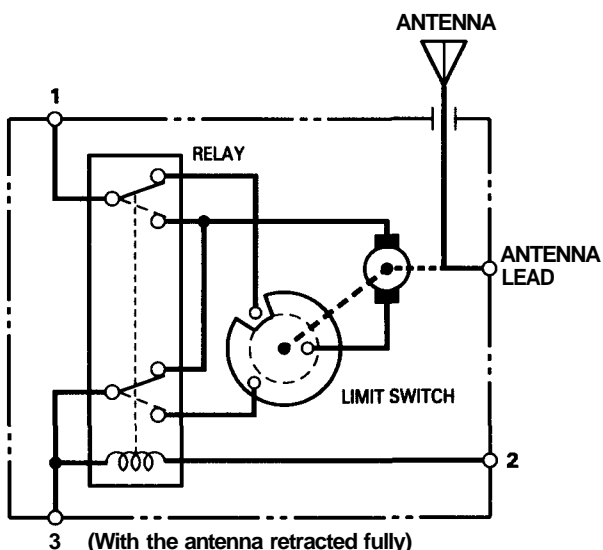 ANTENNA
1
RELAY
ANTENNA
LEAD
LIMIT SWITCH
2
3 (With the antenna retracted fully)